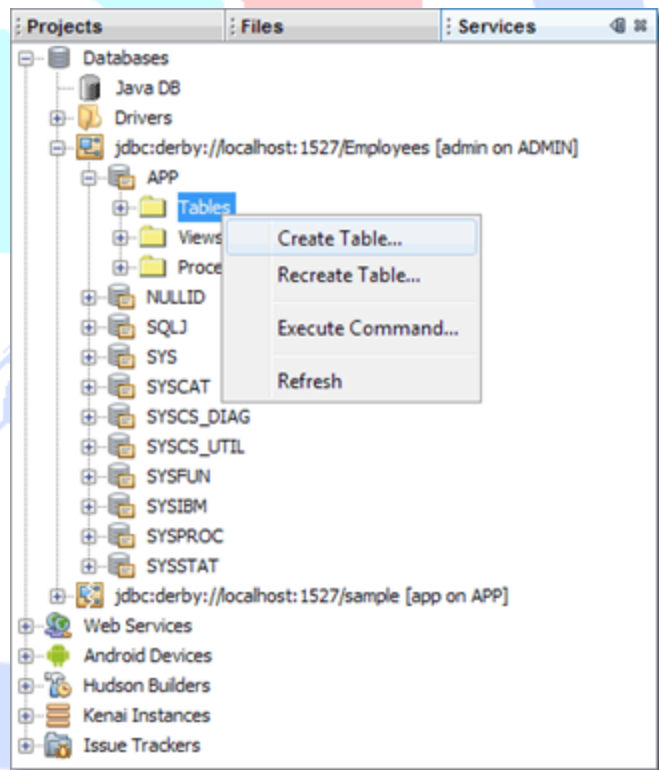 Projects Files Services
Databases
Java DB
Drivers
jdbc:derby://localhost:1527/Employees [admin on ADMIN]
APP
Tables
Views
Create Table...
Proce
Recreate Table...
NULLID
SQLJ
Execute Command...
SYS
SYSCAT
Refresh
SYSCS_DIAG
SYSCS_UTIL
SYSFUN
SYSIBM
SYSPROC
SYSSTAT
jdbc:derby://localhost:1527/sample [app on APP]
Web Services
Android Devices
Hudson Builders
Kenai Instances
Issue Trackers